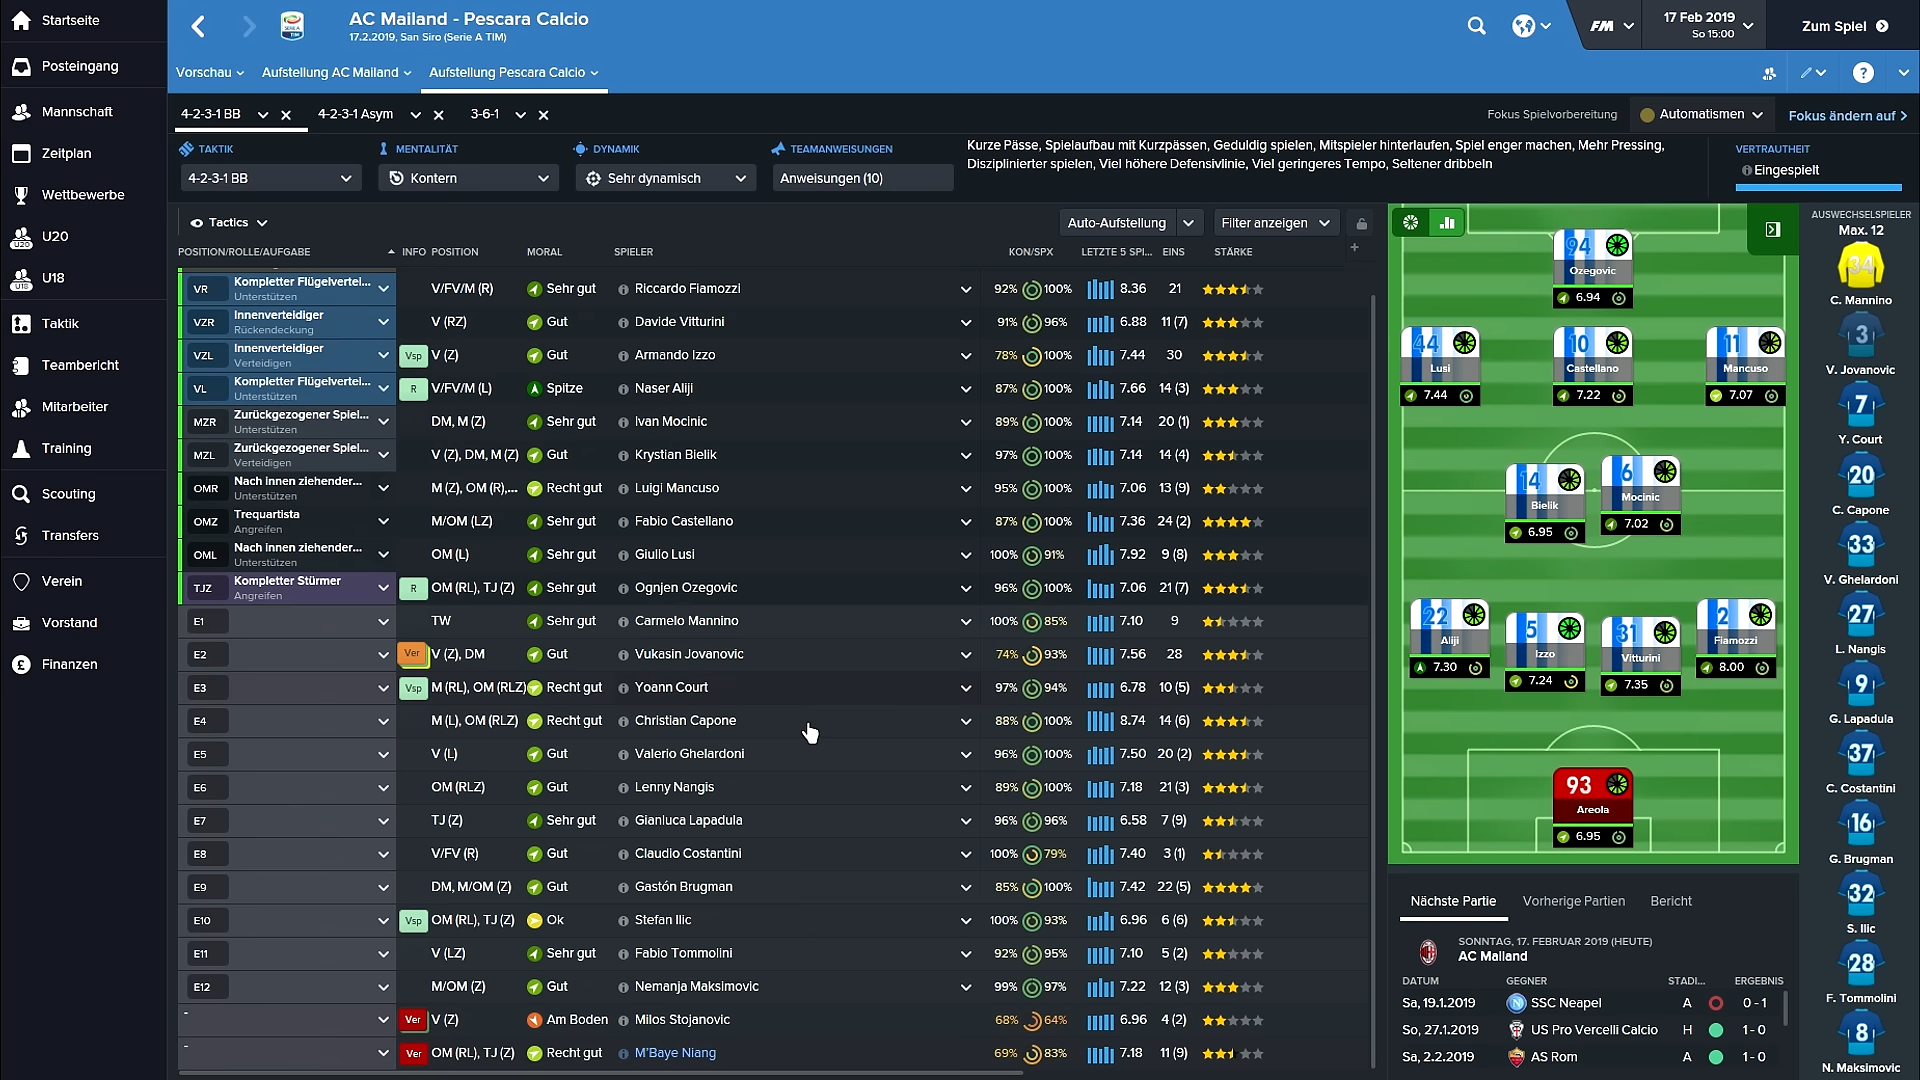 Startseite
Posteingang
Mannschaft
Zeitplan
Wettbewerbe
U20
U18
Taktik
Teambericht
Mitarbeiter
Training
Scouting
Transfers
Verein
Vorstand
Finanzen
AC Mailand - Pescara Calcio
17.2.2019, San Siro (Serie A TIM)
FM
17 Feb 2019
So 15:00
Zum Spiel
Vorschau
Aufstellung AC Mailand
Aufstellung Pescara Calcio
4-2-3-1 BB
4-2-3-1 Asym
3-6-1
Fokus Spielvorbereitung
Automatismen
Fokus ändern auf >
TAKTIK
4-2-3-1 BB
MENTALITÄT
Kontern
DYNAMIK
Sehr dynamisch
TEAMANWEISUNGEN
Anweisungen (10)
Kurze Pässe, Spielaufbau mit Kurzpässen, Geduldig spielen, Mitspieler hinterlaufen, Spiel enger machen, Mehr Pressing,
Disziplinierter spielen, Viel höhere Defensivlinie, Viel geringeres Tempo, Seltener dribbeln
VERTRAUTHEIT
Eingespielt
Tactics
Auto-Aufstellung
Filter anzeigen
POSITION/ROLLE/AUFGABE INFO POSITION MORAL SPIELER KON/SPX LETZTE 5 SPI... EINS STÄRKE
VR Kompletter Flügelvertei... Unterstützen V/FV/M (R) Sehr gut Riccardo Fiamozzi 92% 100% 8.36 21
VZR Innenverteidiger Rückendeckung V (RZ) Gut Davide Vitturini 91% 96% 6.88 11 (7)
VZL Innenverteidiger Verteidigen Vsp V (Z) Gut Armando Izzo 78% 100% 7.44 30
VL Kompletter Flügelvertei... Unterstützen R V/FV/M (L) Spitze Naser Aliji 87% 100% 7.66 14 (3)
MZR Zurückgezogener Spiel... Unterstützen DM, M (Z) Sehr gut Ivan Mocinic 89% 100% 7.14 20 (1)
MZL Zurückgezogener Spiel... Verteidigen V (Z), DM, M (Z) Gut Krystian Bielik 97% 100% 7.14 14 (4)
OMR Nach innen ziehender... Unterstützen M (Z), OM (R),... Recht gut Luigi Mancuso 95% 100% 7.06 13 (9)
OMZ Trequartista Angreifen M/OM (LZ) Sehr gut Fabio Castellano 87% 100% 7.36 24 (2)
OML Nach innen ziehender... Unterstützen OM (L) Sehr gut Giulio Lusi 100% 91% 7.92 9 (8)
TJZ Kompletter Stürmer Angreifen R OM (RL), TJ (Z) Sehr gut Ognjen Ozegovic 96% 100% 7.06 21 (7)
E1 TW Sehr gut Carmelo Mannino 100% 85% 7.10 9
E2 Ver V (Z), DM Gut Vukasin Jovanovic 74% 93% 7.56 28
E3 Vsp M (RL), OM (RLZ) Recht gut Yoann Court 97% 94% 6.78 10 (5)
E4 M (L), OM (RLZ) Recht gut Christian Capone 88% 100% 8.74 14 (6)
E5 V (L) Gut Valerio Ghelardoni 96% 100% 7.50 20 (2)
E6 OM (RLZ) Gut Lenny Nangis 89% 100% 7.18 21 (3)
E7 TJ (Z) Sehr gut Gianluca Lapadula 96% 96% 6.58 7 (9)
E8 V/FV (R) Gut Claudio Costantini 100% 79% 7.40 3 (1)
E9 DM, M/OM (Z) Gut Gastón Brugman 85% 100% 7.42 22 (5)
E10 Vsp OM (RL), TJ (Z) Ok Stefan Ilic 100% 93% 6.96 6 (6)
E11 V (LZ) Sehr gut Fabio Tommolini 92% 95% 7.10 5 (2)
E12 M/OM (Z) Gut Nemanja Maksimovic 99% 97% 7.22 12 (3)
- Ver V (Z) Am Boden Milos Stojanovic 68% 64% 6.96 4 (2)
- Ver OM (RL), TJ (Z) Recht gut M'Baye Niang 69% 83% 7.18 11 (9)
94
Ozegovic
6.94
44 10 11
Lusi Castellano Mancuso
7.44 7.22 7.07
14 6
Bielik Mocinic
6.95 7.02
22 5 31 2
Aliji Izzo Vitturini Fiamozzi
7.30 7.24 7.35 8.00
93
Areola
6.95
AUSWECHSELSPIELER
Max. 12
34
C. Mannino
3
V. Jovanovic
7
Y. Court
20
C. Capone
33
V. Ghelardoni
27
L. Nangis
9
G. Lapadula
37
C. Costantini
16
G. Brugman
32
S. Ilic
28
F. Tommolini
8
N. Maksimovic
Nächste Partie Vorherige Partien Bericht
SONNTAG, 17. FEBRUAR 2019 (HEUTE)
AC Mailand
DATUM GEGNER STADI... ERGEBNIS
Sa, 19.1.2019 SSC Neapel A 0 - 1
So, 27.1.2019 US Pro Vercelli Calcio H 1 - 0
Sa, 2.2.2019 AS Rom A 1 - 0